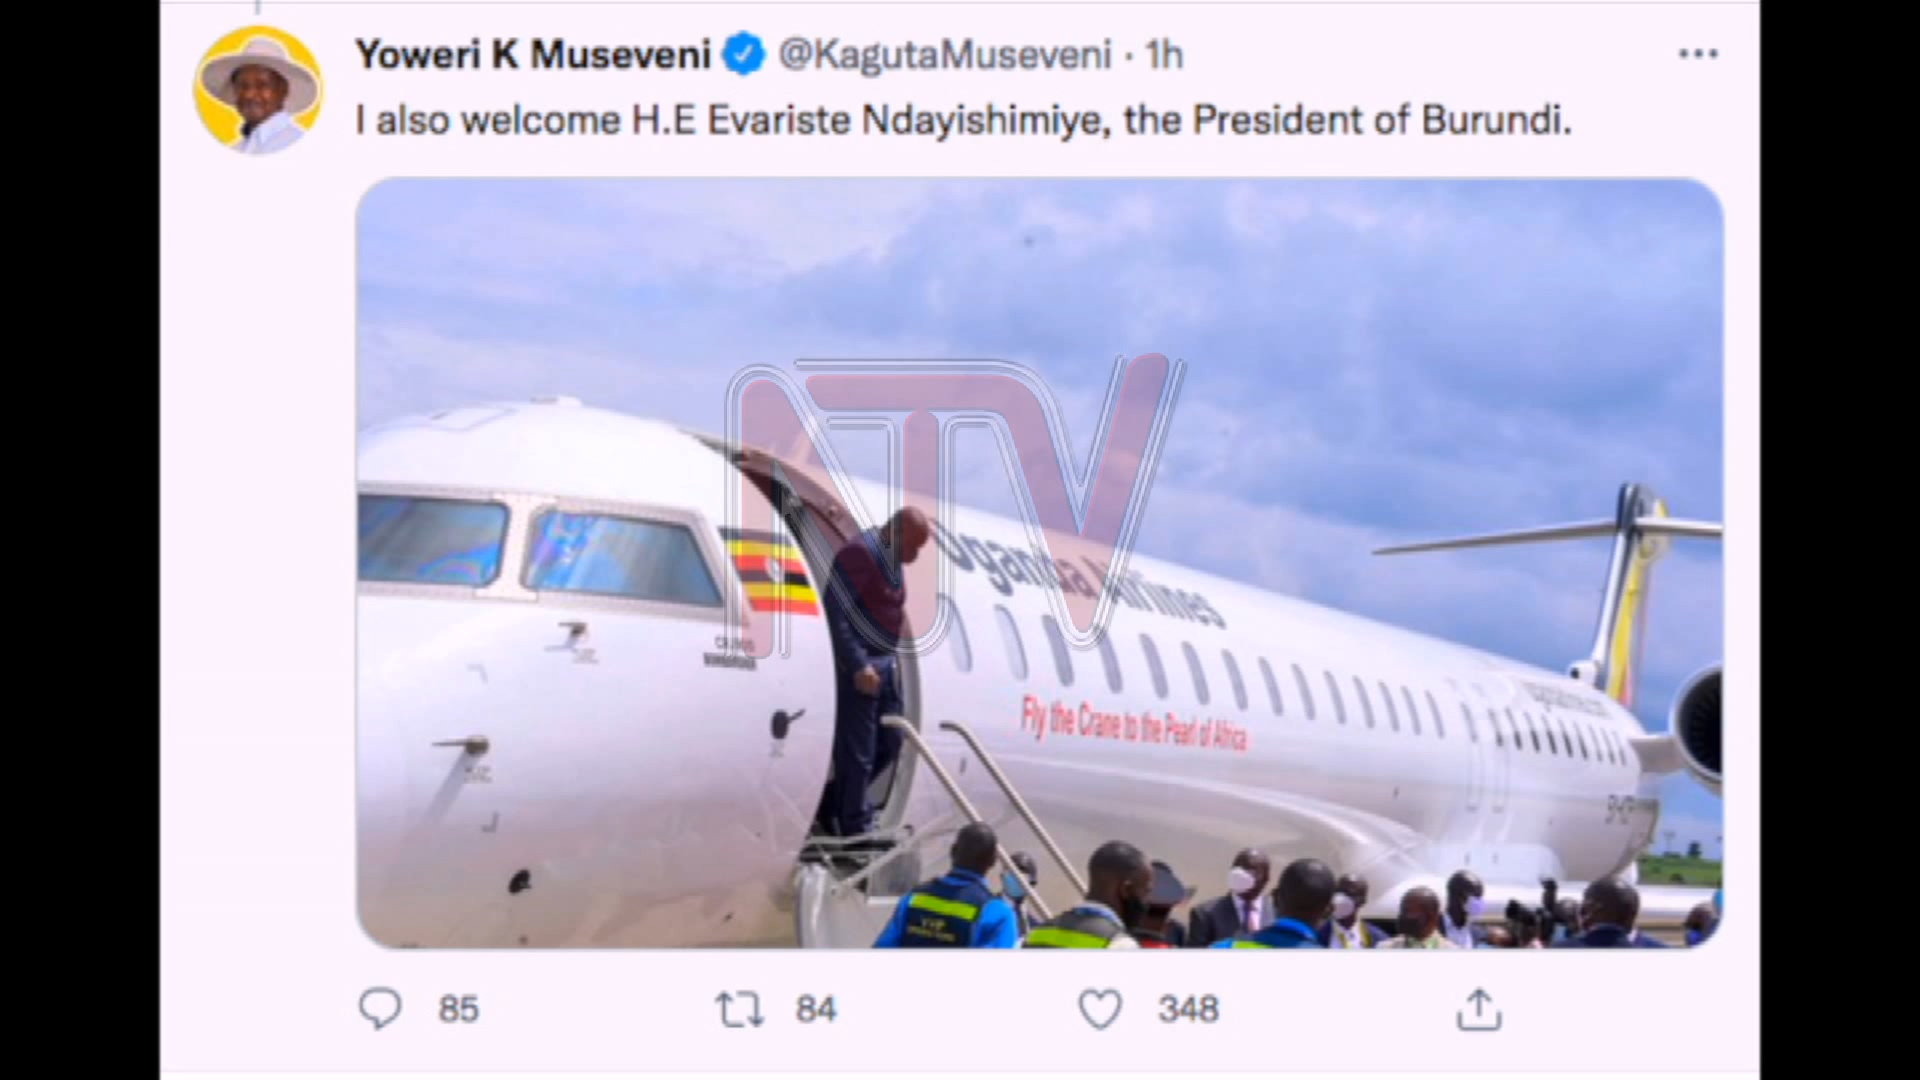 Yoweri K Museveni @KagutaMuseveni · 1h
I also welcome H.E Evariste Ndayishimiye, the President of Burundi.
NTV
Uganda Airlines
Fly the Crane to the Pearl of Africa
85 84 348